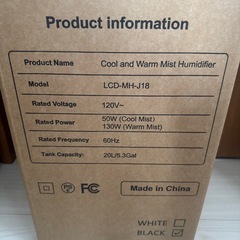 Product information
Product Name: Cool and Warm Mist Humidifier
Model: LCD-MH-J18
Rated Voltage: 120V~
Rated Power: 50W (Cool Mist)
130W (Warm Mist)
Rated Frequency: 60Hz
Tank Capacity: 20L/5.3Gal
FC Made in China
WHITE
BLACK